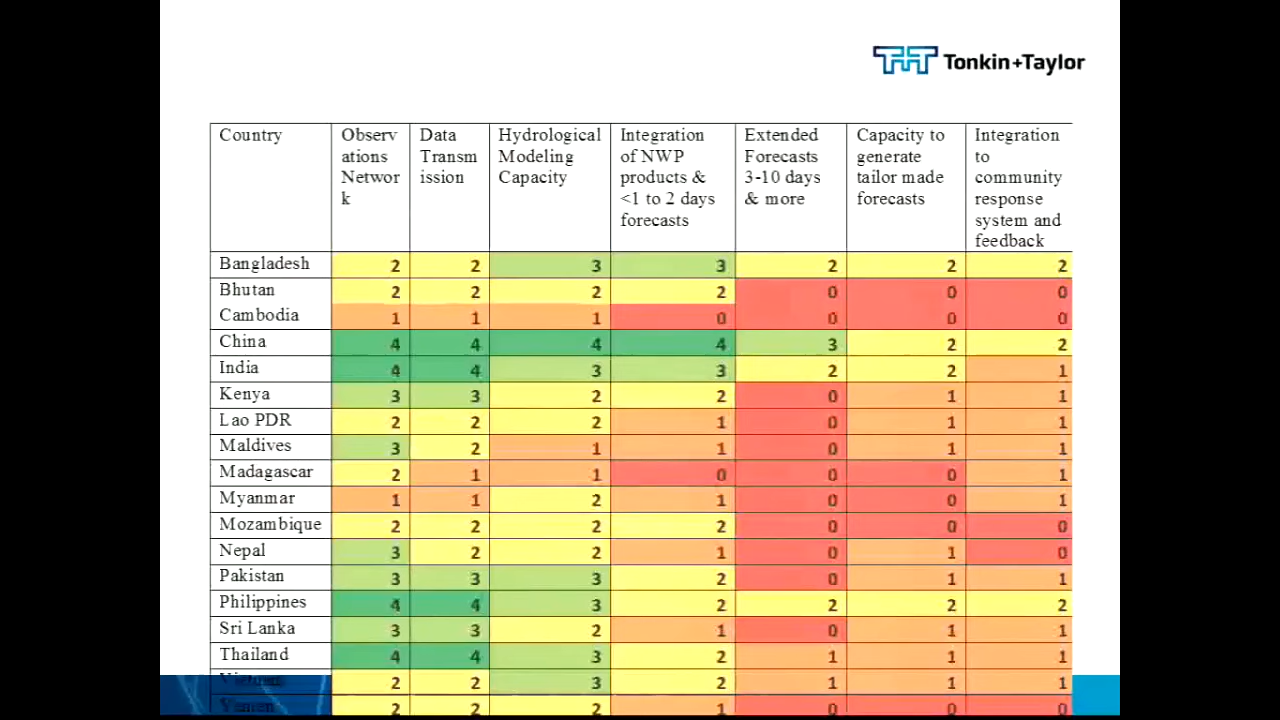 Tonkin+Taylor
Country Observ ations Networ k Data Transm ission Hydrological Modeling Capacity Integration of NWP products & <1 to 2 days forecasts Extended Forecasts 3-10 days & more Capacity to generate tailor made forecasts Integration to community response system and feedback
Bangladesh 2 2 3 3 2 2 2
Bhutan 2 2 2 2 0 0 0
Cambodia 1 1 1 0 0 0 0
China 4 4 4 4 3 2 2
India 4 4 3 3 2 2 1
Kenya 3 3 2 2 0 1 1
Lao PDR 2 2 2 1 0 1 1
Maldives 3 2 1 1 0 1 1
Madagascar 2 1 1 0 0 0 1
Myanmar 1 1 2 1 0 0 1
Mozambique 2 2 2 2 0 0 0
Nepal 3 2 2 1 0 1 0
Pakistan 3 3 3 2 0 1 1
Philippines 4 4 3 2 2 2 2
Sri Lanka 3 3 2 1 0 1 1
Thailand 4 4 3 2 1 1 1
Vietnam 2 2 3 2 1 1 1
Yemen 2 2 2 1 0 0 0